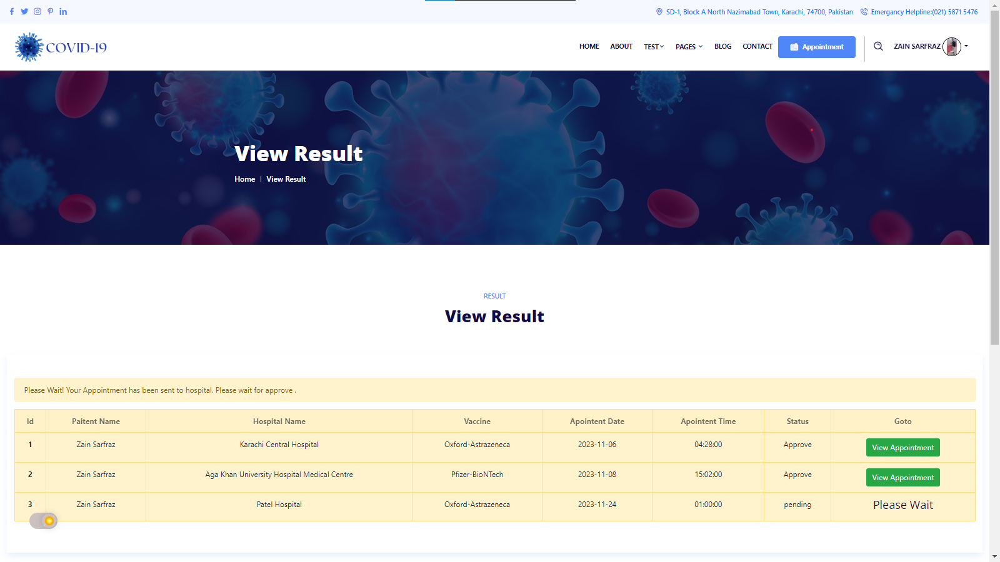 SD-1, Block A North Nazimabad Town, Karachi, 74700, Pakistan Emergancy Helpline:(021) 5871 5476
COVID-19
HOME ABOUT TEST PAGES BLOG CONTACT Appointment ZAIN SARFRAZ
View Result
Home | View Result
RESULT
View Result
Please Wait! Your Appointment has been sent to hospital. Please wait for approve .
Id Paitent Name Hospital Name Vaccine Apointent Date Apointent Time Status Goto
1 Zain Sarfraz Karachi Central Hospital Oxford-Astrazeneca 2023-11-06 04:28:00 Approve View Appointment
2 Zain Sarfraz Aga Khan University Hospital Medical Centre Pfizer-BioNTech 2023-11-08 15:02:00 Approve View Appointment
3 Zain Sarfraz Patel Hospital Oxford-Astrazeneca 2023-11-24 01:00:00 pending Please Wait